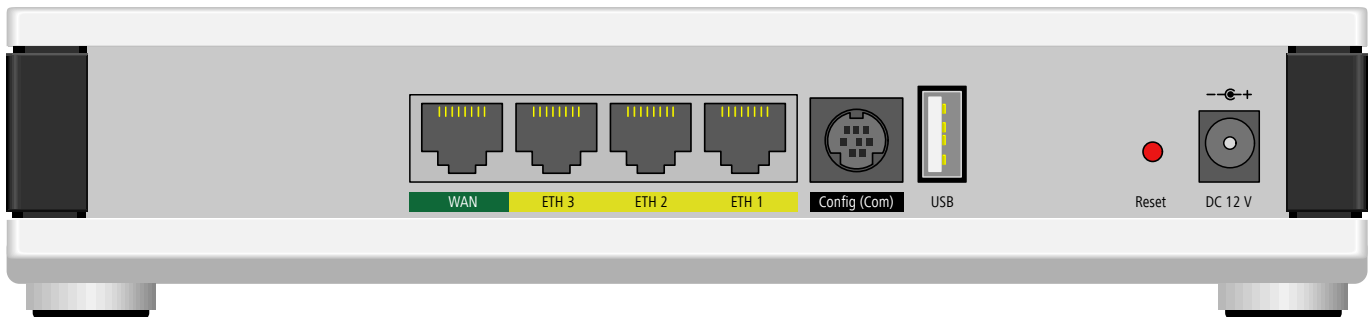 WAN
ETH 3
ETH 2
ETH 1
Config (Com)
USB
Reset
DC 12 V